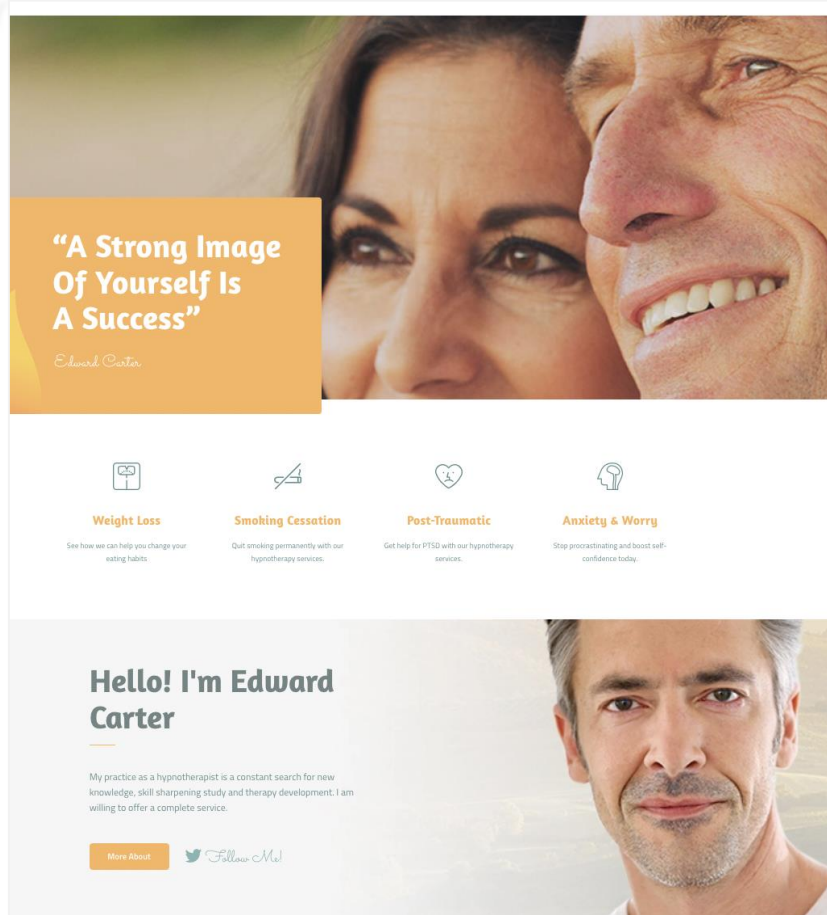 “A Strong Image
Of Yourself Is
A Success”
Edward Carter
Weight Loss
See how we can help you change your
eating habits
Smoking Cessation
Quit smoking permanently with our
hypnotherapy services.
Post-Traumatic
Get help for PTSD with our hypnotherapy
services.
Anxiety & Worry
Stop procrastinating and boost self-
confidence today.
Hello! I'm Edward
Carter
My practice as a hypnotherapist is a constant search for new
knowledge, skill sharpening study and therapy development. I am
willing to offer a complete service.
More About
Follow Me!